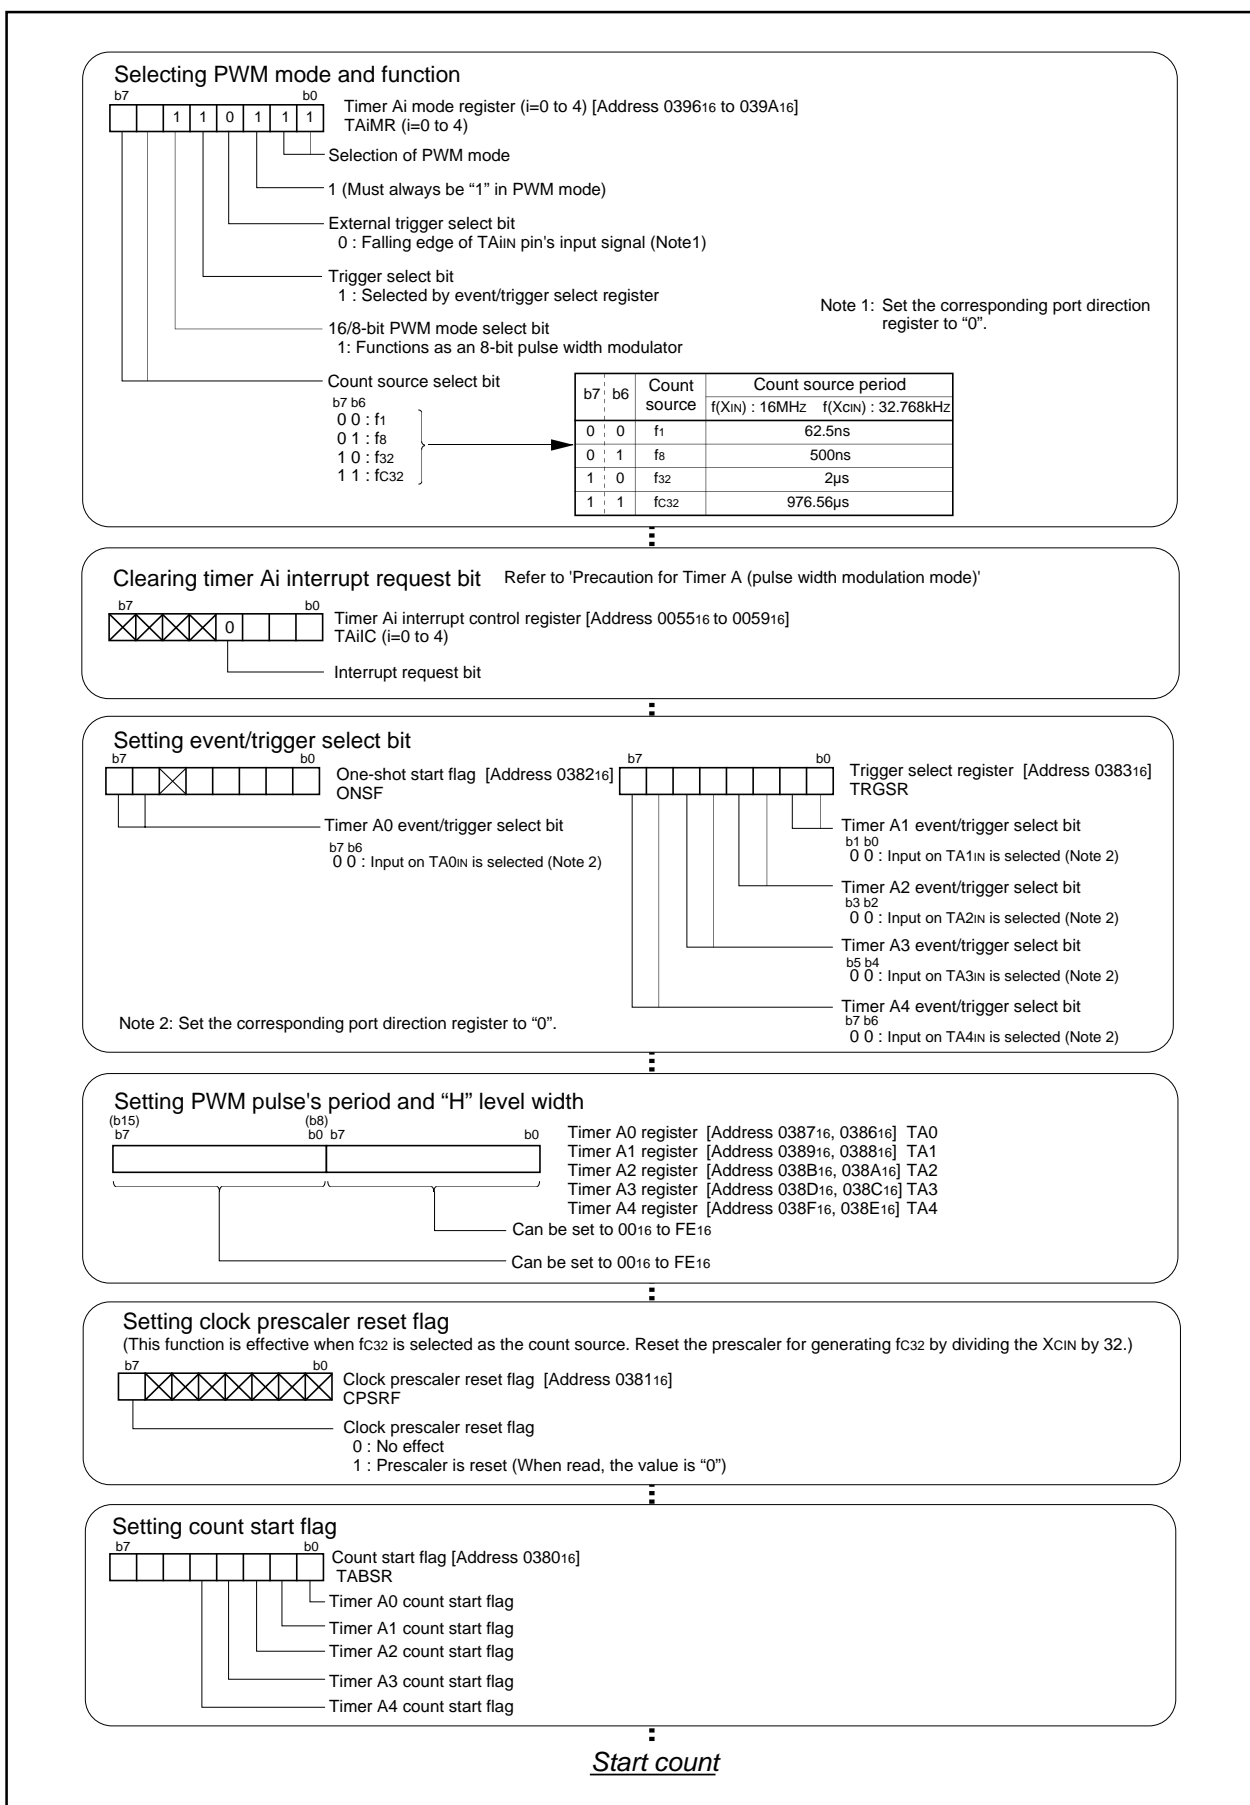 Selecting PWM mode and function
b7 b0
1 1 0 1 1 1
Timer Ai mode register (i=0 to 4) [Address 039616 to 039A16]
TAiMR (i=0 to 4)
Selection of PWM mode
1 (Must always be “1” in PWM mode)
External trigger select bit
0 : Falling edge of TAiIN pin's input signal (Note1)
Trigger select bit
1 : Selected by event/trigger select register
Note 1: Set the corresponding port direction
register to “0”.
16/8-bit PWM mode select bit
1: Functions as an 8-bit pulse width modulator
Count source select bit
b7 b6
0 0 : f1
0 1 : f8
1 0 : f32
1 1 : fC32
b7 b6 Count source Count source period
f(XIN) : 16MHz f(XCIN) : 32.768kHz
0 0 f1 62.5ns
0 1 f8 500ns
1 0 f32 2µs
1 1 fC32 976.56µs
Clearing timer Ai interrupt request bit Refer to 'Precaution for Timer A (pulse width modulation mode)'
b7 b0
0
Timer Ai interrupt control register [Address 005516 to 005916]
TAiIC (i=0 to 4)
Interrupt request bit
Setting event/trigger select bit
b7 b0
One-shot start flag [Address 038216]
ONSF
Timer A0 event/trigger select bit
b7 b6
0 0 : Input on TA0IN is selected (Note 2)
b7 b0
Trigger select register [Address 038316]
TRGSR
Timer A1 event/trigger select bit
b1 b0
0 0 : Input on TA1IN is selected (Note 2)
Timer A2 event/trigger select bit
b3 b2
0 0 : Input on TA2IN is selected (Note 2)
Timer A3 event/trigger select bit
b5 b4
0 0 : Input on TA3IN is selected (Note 2)
Timer A4 event/trigger select bit
b7 b6
0 0 : Input on TA4IN is selected (Note 2)
Note 2: Set the corresponding port direction register to “0”.
Setting PWM pulse's period and “H” level width
(b15) (b8)
b7 b0 b7 b0
Timer A0 register [Address 038716, 038616] TA0
Timer A1 register [Address 038916, 038816] TA1
Timer A2 register [Address 038B16, 038A16] TA2
Timer A3 register [Address 038D16, 038C16] TA3
Timer A4 register [Address 038F16, 038E16] TA4
Can be set to 0016 to FE16
Can be set to 0016 to FE16
Setting clock prescaler reset flag
(This function is effective when fC32 is selected as the count source. Reset the prescaler for generating fC32 by dividing the XCIN by 32.)
b7 b0
Clock prescaler reset flag [Address 038116]
CPSRF
Clock prescaler reset flag
0 : No effect
1 : Prescaler is reset (When read, the value is “0”)
Setting count start flag
b7 b0
Count start flag [Address 038016]
TABSR
Timer A0 count start flag
Timer A1 count start flag
Timer A2 count start flag
Timer A3 count start flag
Timer A4 count start flag
Start count